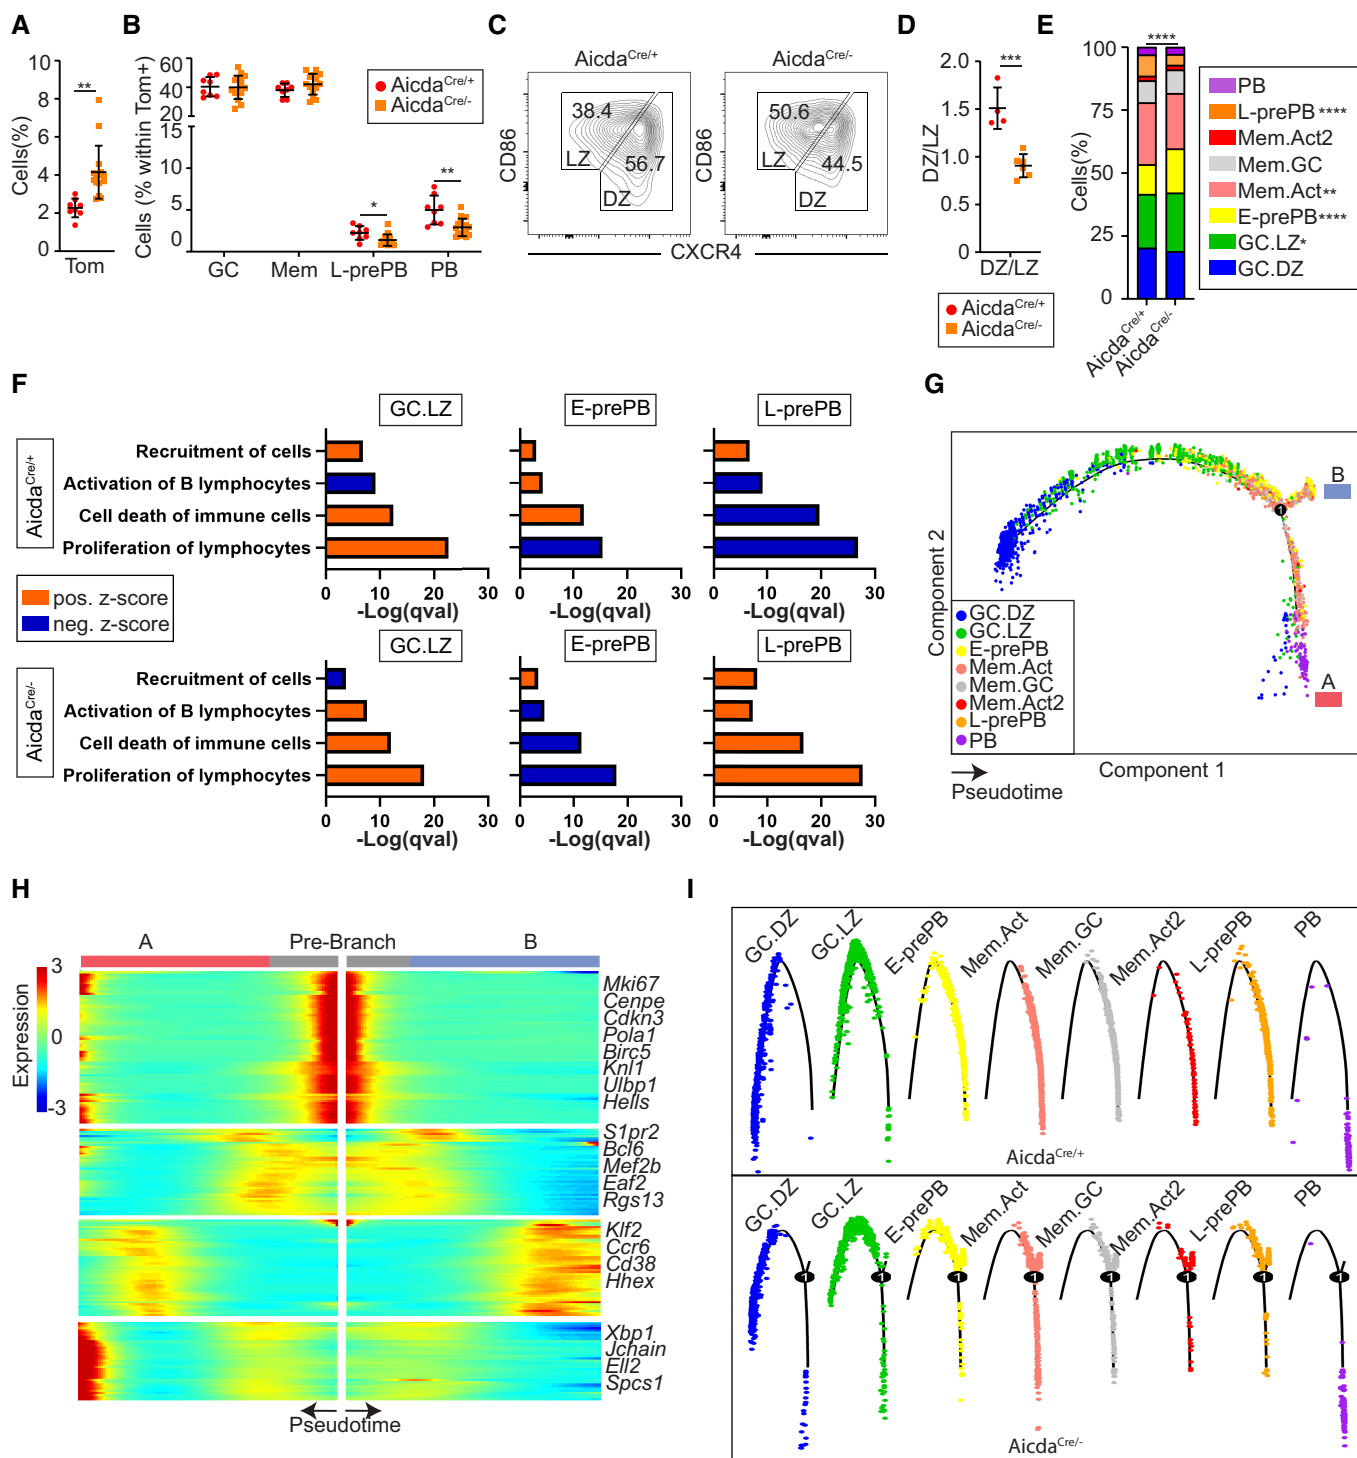 A
B
C
D
E
10
8
6
4
2
0
Cells(%)
**
Tom
60
40
20
15
10
5
0
Cells (% within Tom+)
*
**
GC
Mem
L-prePB
PB
AicdaCre/+
AicdaCre/-
AicdaCre/+
AicdaCre/-
CD86
38.4
LZ
56.7
DZ
CD86
50.6
LZ
44.5
DZ
CXCR4
2.0
1.5
1.0
0.5
0
DZ/LZ
***
DZ/LZ
AicdaCre/+
AicdaCre/-
100
75
50
25
0
Cells(%)
****
AicdaCre/+
AicdaCre/-
PB
L-prePB****
Mem.Act2
Mem.GC
Mem.Act**
E-prePB****
GC.LZ*
GC.DZ
F
GC.LZ
E-prePB
L-prePB
AicdaCre/+
Recruitment of cells
Activation of B lymphocytes
Cell death of immune cells
Proliferation of lymphocytes
0 10 20 30
0 10 20 30
0 10 20 30
-Log(qval)
-Log(qval)
-Log(qval)
pos. z-score
neg. z-score
GC.LZ
E-prePB
L-prePB
AicdaCre/-
Recruitment of cells
Activation of B lymphocytes
Cell death of immune cells
Proliferation of lymphocytes
0 10 20 30
0 10 20 30
0 10 20 30
-Log(qval)
-Log(qval)
-Log(qval)
G
Component 2
1
B
A
GC.DZ
GC.LZ
E-prePB
Mem.Act
Mem.GC
Mem.Act2
L-prePB
PB
Component 1
Pseudotime
H
A
Pre-Branch
B
3
0
-3
Expression
Mki67
Cenpe
Cdkn3
Pola1
Birc5
Knl1
Ulbp1
Hells
S1pr2
Bcl6
Mef2b
Eaf2
Rgs13
Klf2
Ccr6
Cd38
Hhex
Xbp1
Jchain
Ell2
Spcs1
Pseudotime
I
GC.DZ
GC.LZ
E-prePB
Mem.Act
Mem.GC
Mem.Act2
L-prePB
PB
AicdaCre/+
GC.DZ
GC.LZ
E-prePB
Mem.Act
Mem.GC
Mem.Act2
L-prePB
PB
1
1
1
1
1
1
1
1
AicdaCre/-